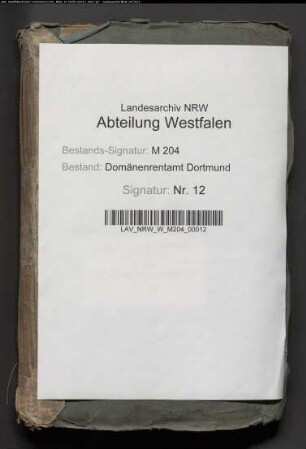 Landesarchiv NRW
Abteilung Westfalen
Bestands-Signatur: M 204
Bestand: Domänenrentamt Dortmund
Signatur: Nr. 12
LAV_NRW_W_M204_00012